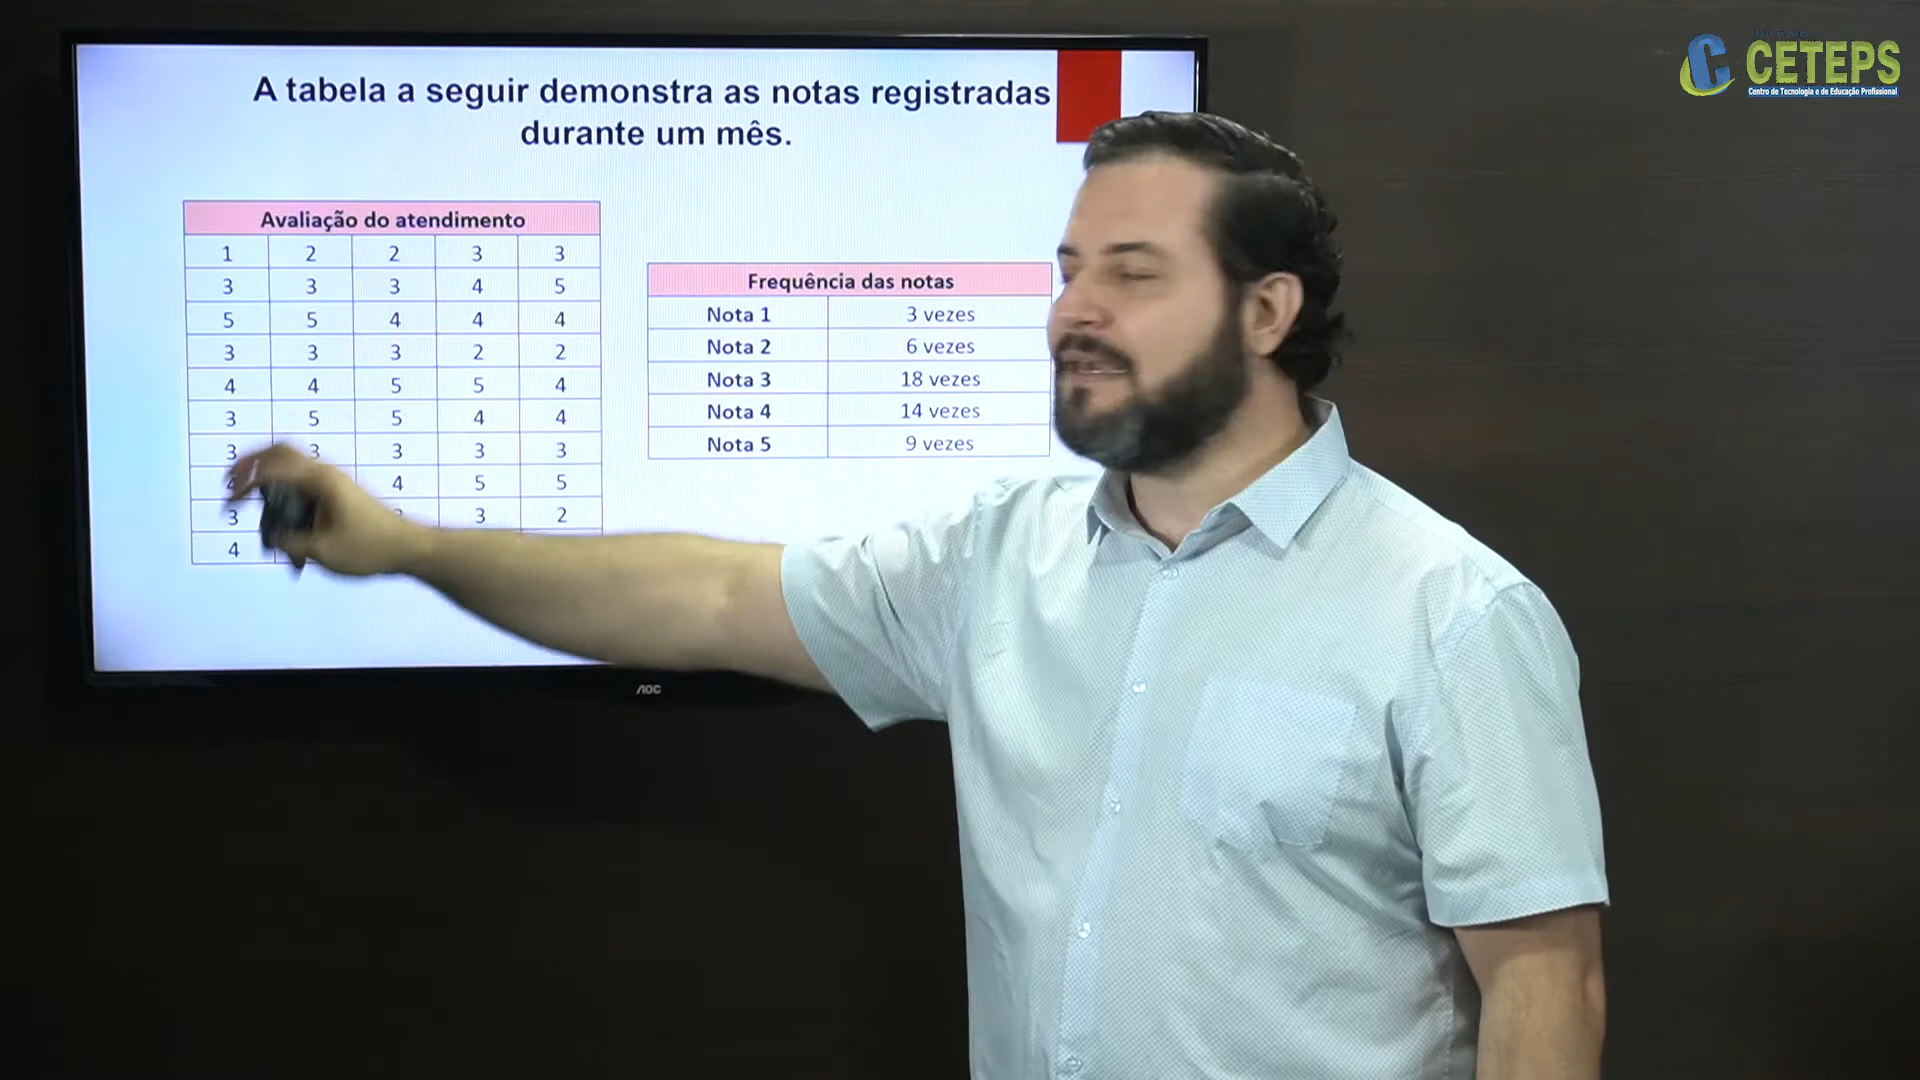 CETEPS
Centro de Tecnologia e de Educação Profissional
A tabela a seguir demonstra as notas registradas
durante um mês.
Avaliação do atendimento
1 2 2 3 3
3 3 3 4 5
5 5 4 4 4
3 3 3 2 2
4 4 5 5 4
3 5 5 4 4
3 3 3 3 3
4 5 5
3 3 2
4
Frequência das notas
Nota 1 3 vezes
Nota 2 6 vezes
Nota 3 18 vezes
Nota 4 14 vezes
Nota 5 9 vezes
AOC